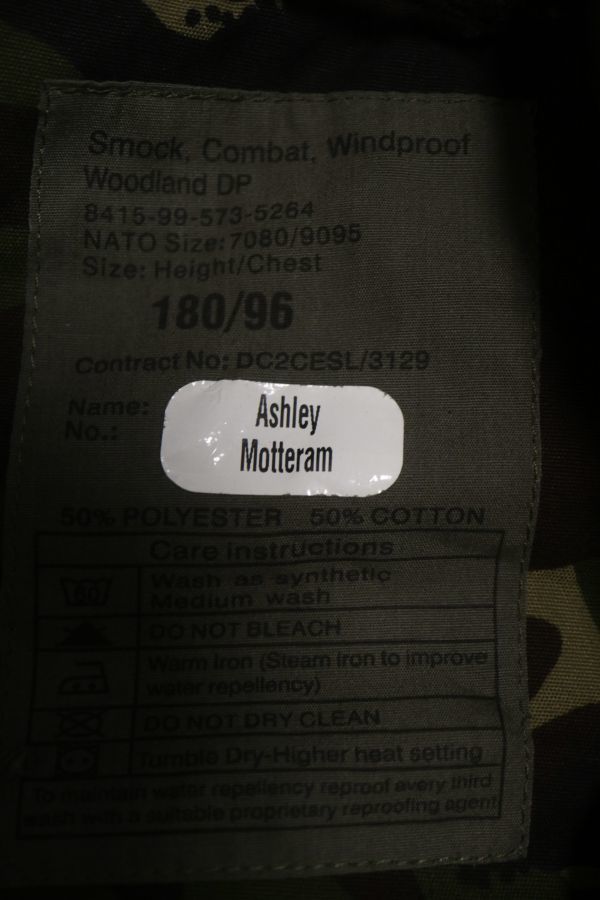 Smock, Combat, Windproof
Woodland DP
8415-99-573-5264
NATO Size:7080/9095
Size: Height/Chest
180/96
Contract No: DC2CESL/3129
Name:
No.:
Ashley
Motteram
50% POLYESTER 50% COTTON
Care instructions
60
Wash as synthetic
Medium wash
DO NOT BLEACH
Warm Iron (Steam iron to improve
water repellency)
DO NOT DRY CLEAN
Tumble Dry-Higher heat setting
To maintain water repellency reproof every third
wash with a suitable proprietary reproofing agent